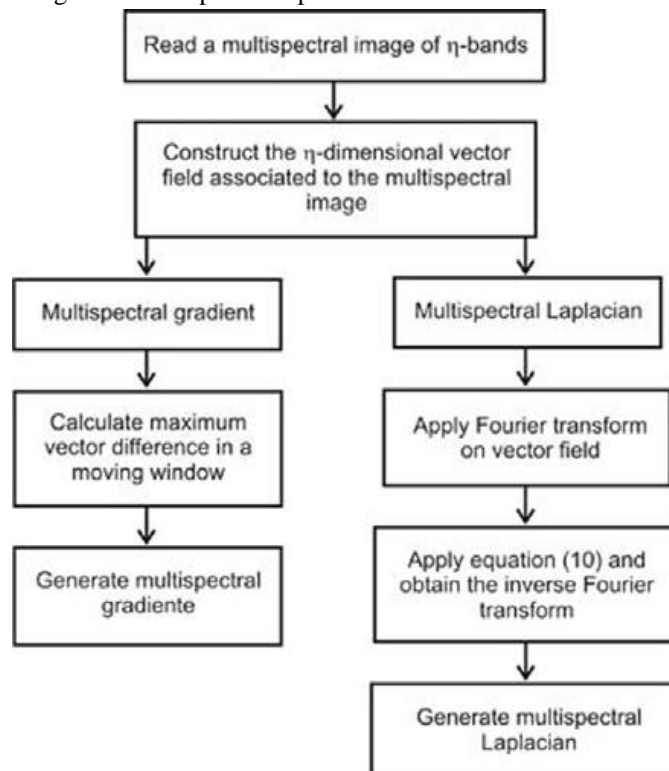 Read a multispectral image of η-bands
Construct the η-dimensional vector
field associated to the multispectral
image
Multispectral gradient
Multispectral Laplacian
Calculate maximum
vector difference in a
moving window
Apply Fourier transform
on vector field
Generate multispectral
gradiente
Apply equation (10) and
obtain the inverse Fourier
transform
Generate multispectral
Laplacian